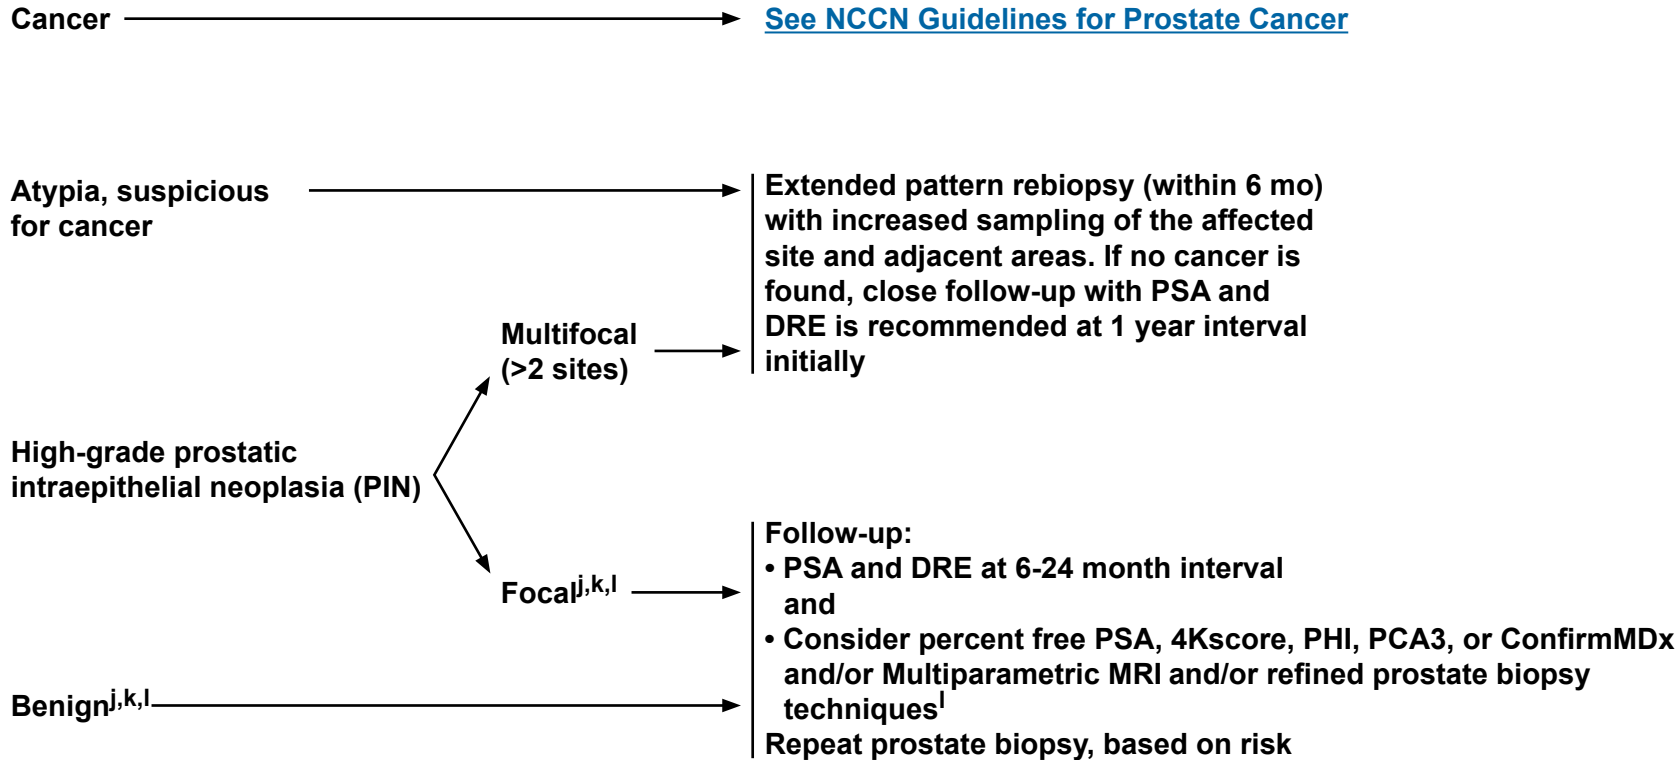 Cancer
See NCCN Guidelines for Prostate Cancer
Atypia, suspicious
for cancer
Extended pattern rebiopsy (within 6 mo)
with increased sampling of the affected
site and adjacent areas. If no cancer is
found, close follow-up with PSA and
DRE is recommended at 1 year interval
initially
Multifocal
(>2 sites)
High-grade prostatic
intraepithelial neoplasia (PIN)
Focalj,k,l
Follow-up:
• PSA and DRE at 6-24 month interval
and
• Consider percent free PSA, 4Kscore, PHI, PCA3, or ConfirmMDx
and/or Multiparametric MRI and/or refined prostate biopsy
techniquesl
Repeat prostate biopsy, based on risk
Benignj,k,l